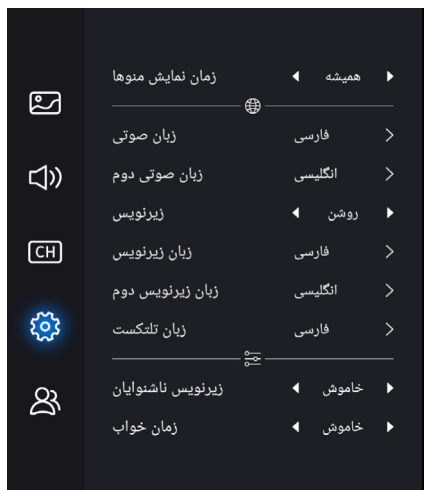 زمان نمایش منوها همیشه
زبان صوتی فارسی
زبان صوتی دوم انگلیسی
زیرنویس روشن
زبان زیرنویس فارسی
زبان زیرنویس دوم انگلیسی
زبان تلتکست فارسی
زیرنویس ناشنوایان خاموش
زمان خواب خاموش
CH